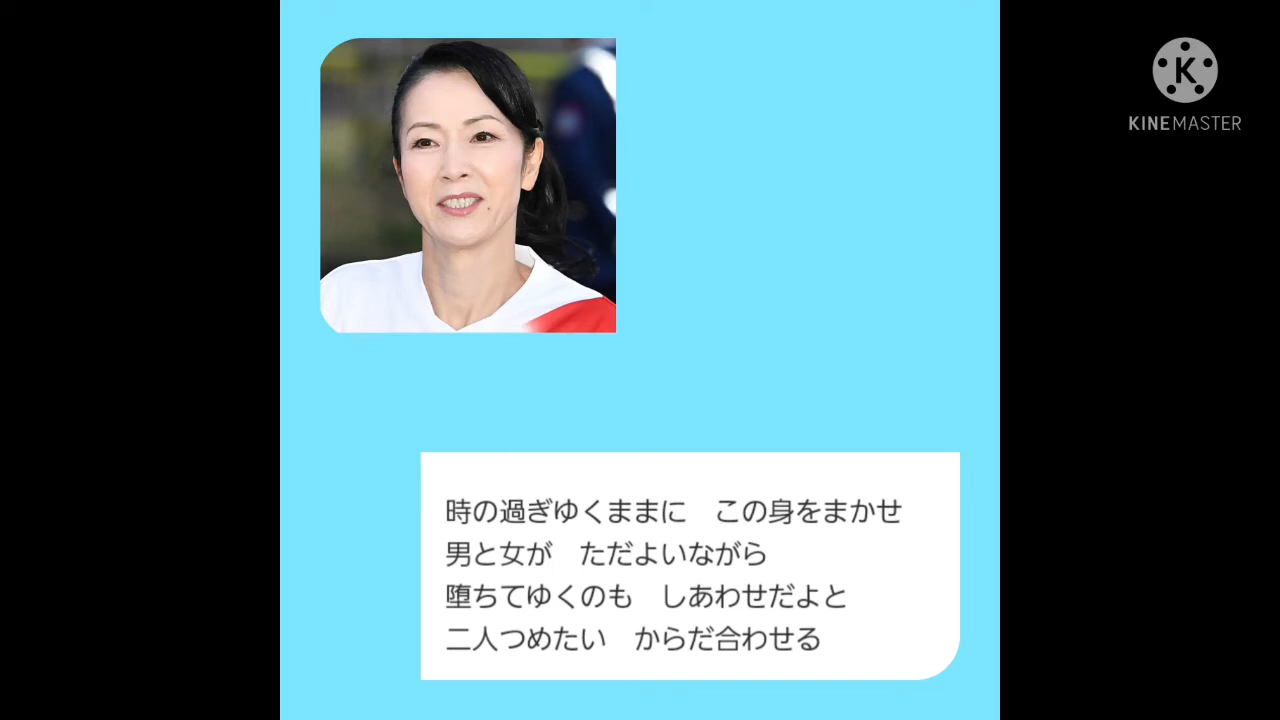 KINEMASTER
時の過ぎゆくままに　この身をまかせ
男と女が　ただよいながら
堕ちてゆくのも　しあわせだよと
二人つめたい　からだ合わせる